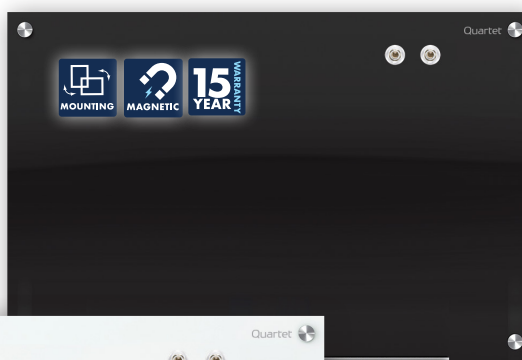 Quartet
MOUNTING
MAGNETIC
15
YEAR
WARRANTY
Quartet